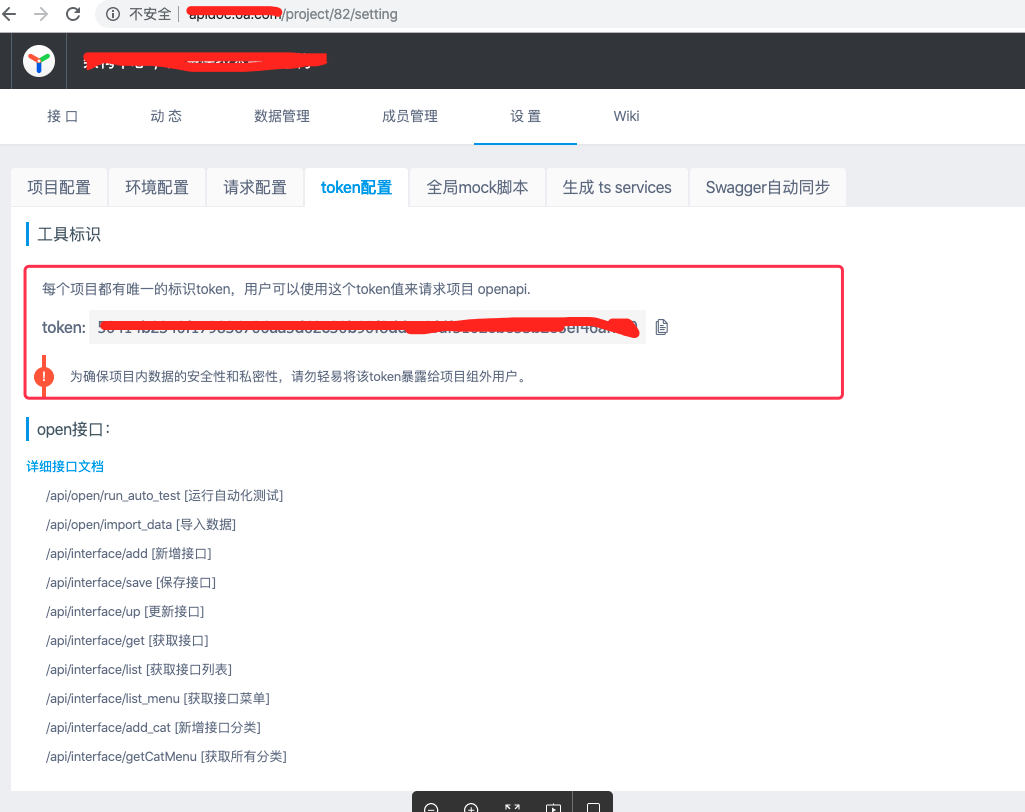 不安全
/project/82/setting
接 口 动 态 数据管理 成员管理 设 置 Wiki
项目配置 环境配置 请求配置 token配置 全局mock脚本 生成 ts services Swagger自动同步
工具标识
每个项目都有唯一的标识token，用户可以使用这个token值来请求项目 openapi.
token:
为确保项目内数据的安全性和私密性，请勿轻易将该token暴露给项目组外用户。
open接口：
详细接口文档
/api/open/run_auto_test [运行自动化测试]
/api/open/import_data [导入数据]
/api/interface/add [新增接口]
/api/interface/save [保存接口]
/api/interface/up [更新接口]
/api/interface/get [获取接口]
/api/interface/list [获取接口列表]
/api/interface/list_menu [获取接口菜单]
/api/interface/add_cat [新增接口分类]
/api/interface/getCatMenu [获取所有分类]